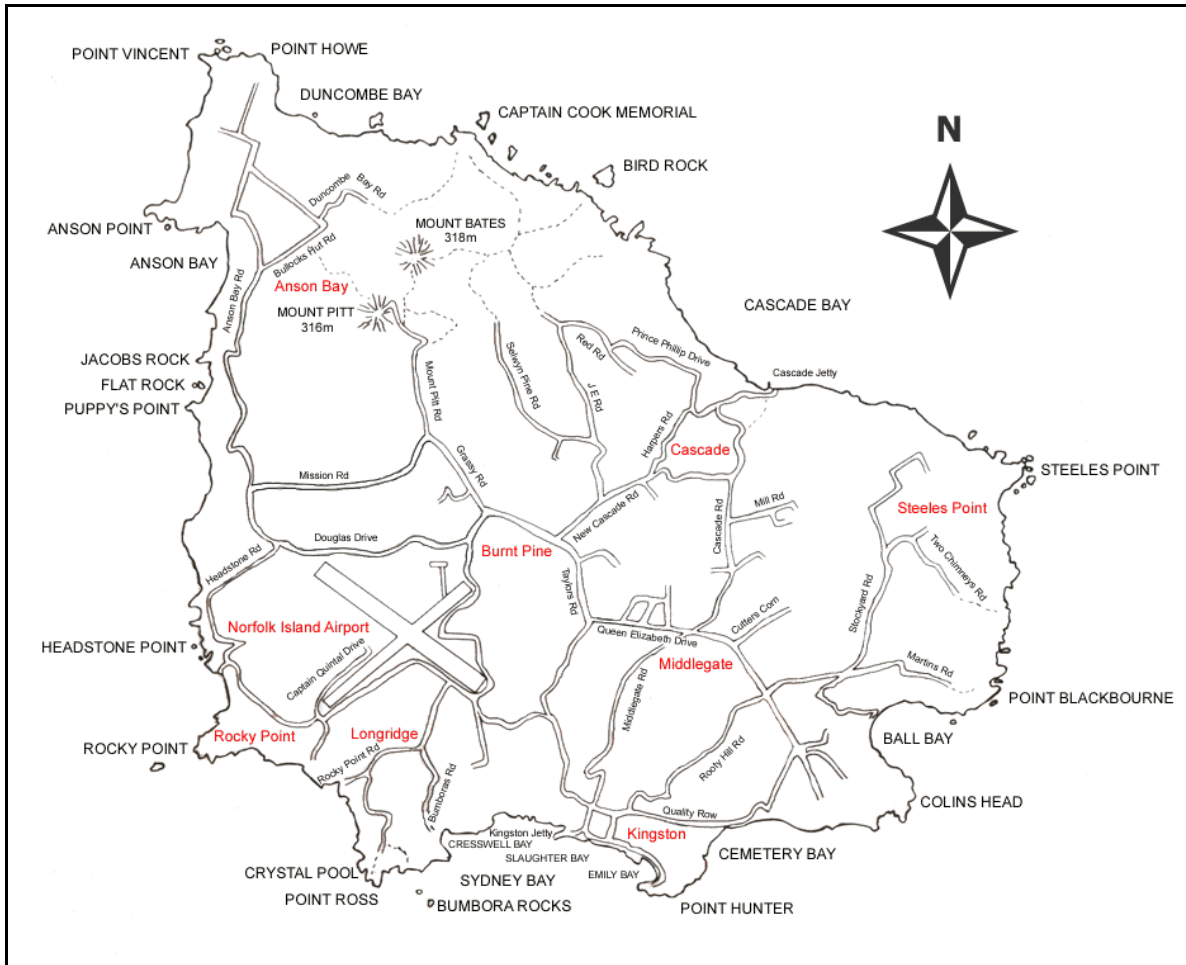 POINT VINCENT
POINT HOWE
DUNCOMBE BAY
CAPTAIN COOK MEMORIAL
N
BIRD ROCK
Duncombe Bay Rd
ANSON POINT
MOUNT BATES
318m
ANSON BAY
Bullocks Hut Rd
Anson Bay Rd
Anson Bay
MOUNT PITT
316m
CASCADE BAY
JACOBS ROCK
FLAT ROCK
PUPPY'S POINT
Mount Pitt Rd
Selwyn Pine Rd
Red Rd
Prince Phillip Drive
J E Rd
Cascade Jetty
Harpers Rd
Cascade
Grassy Rd
Mission Rd
STEELES POINT
Steeles Point
New Cascade Rd
Cascade Rd
Mill Rd
Douglas Drive
Burnt Pine
Two Chimneys Rd
Headstone Rd
Taylors Rd
Stockyard Rd
Norfolk Island Airport
Queen Elizabeth Drive
Cutters Corn
HEADSTONE POINT
Captain Quintal Drive
Middlegate
Middlegate Rd
Martins Rd
POINT BLACKBOURNE
ROCKY POINT
Rocky Point
Longridge
Rocky Point Rd
Rooty Hill Rd
BALL BAY
Bumboras Rd
COLINS HEAD
Quality Row
Kingston Jetty
Kingston
CRESSWELL BAY
SLAUGHTER BAY
CEMETERY BAY
CRYSTAL POOL
SYDNEY BAY
EMILY BAY
POINT ROSS
BUMBORA ROCKS
POINT HUNTER